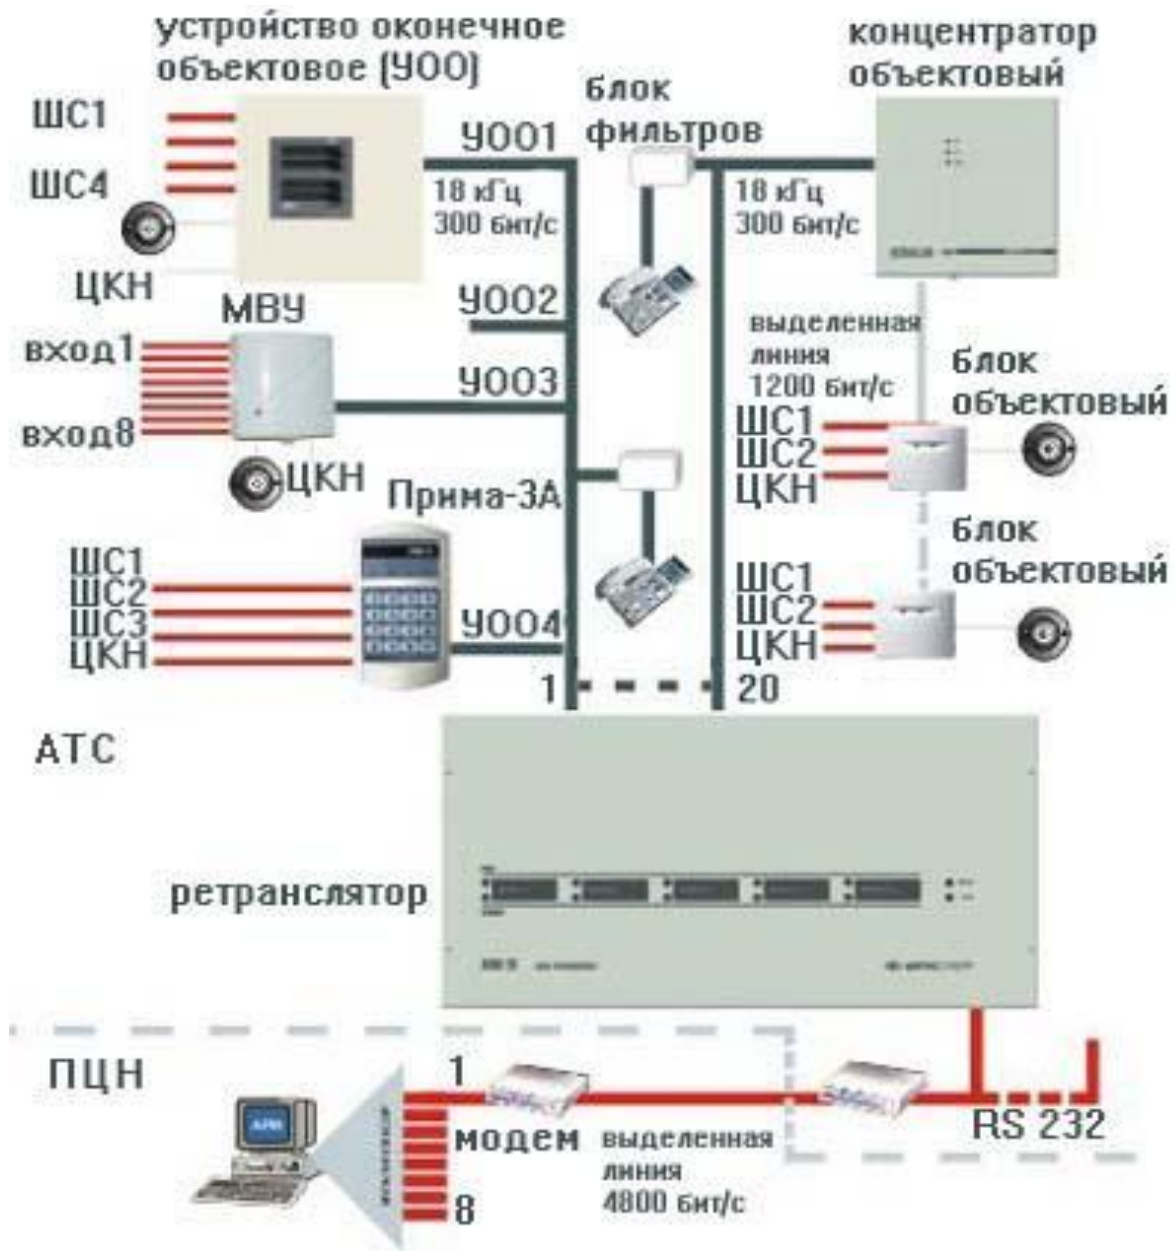 устройство оконечное
объектовое (УОО)
концентратор
объектовый
блок
фильтров
ШС1
ШС4
ЦКН
УОО1
18 кГц
300 бит/с
18 кГц
300 бит/с
УОО2
МВУ
вход1
вход8
ЦКН
УОО3
выделенная
линия
1200 бит/с
блок
объектовый
ШС1
ШС2
ЦКН
Прима-3А
ШС1
ШС2
ШС3
ЦКН
УОО4
блок
объектовый
ШС1
ШС2
ЦКН
1
20
АТС
ретранслятор
ПЦН
АРМ
1
модем
8
выделенная
линия
4800 бит/с
RS 232